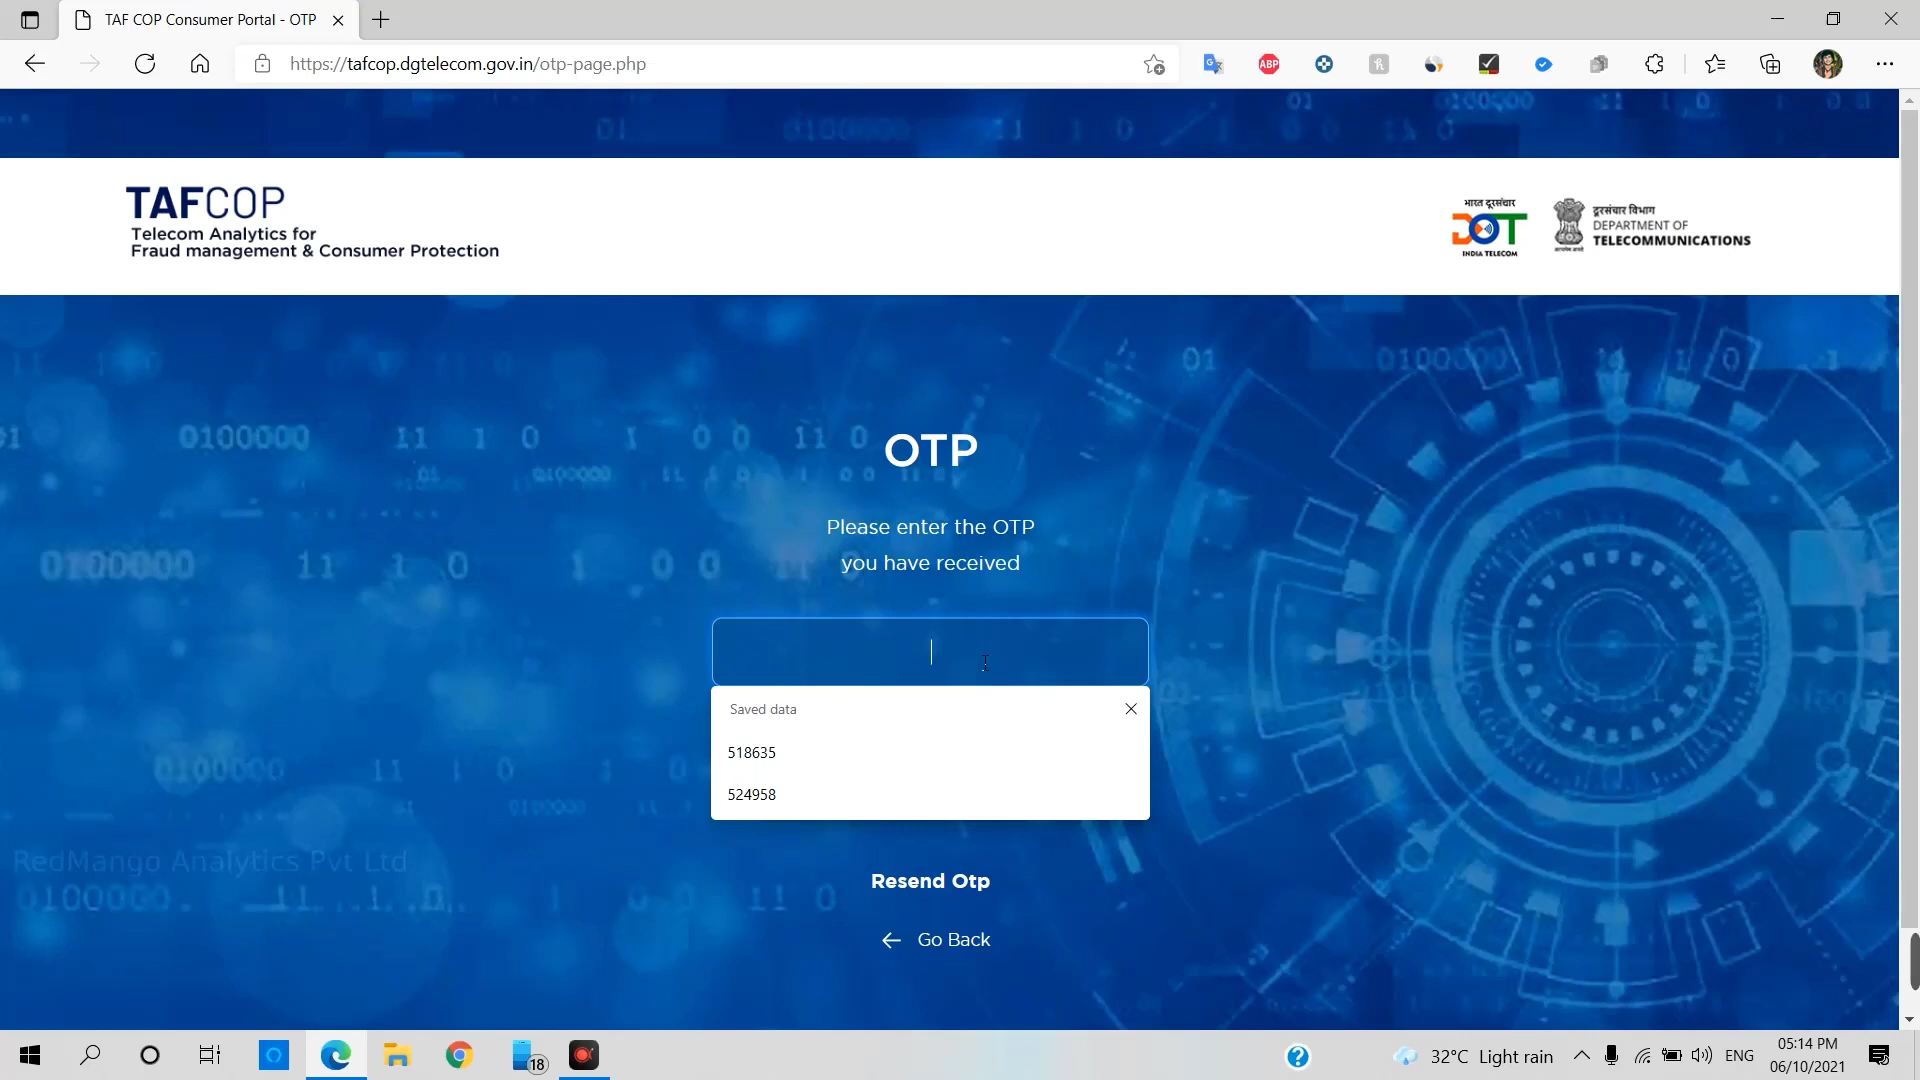 TAF COP Consumer Portal - OTP
https://tafcop.dgtelecom.gov.in/otp-page.php
ABP
TAFCOP
Telecom Analytics for
Fraud management & Consumer Protection
भारत दूरसंचार
DOT
INDIA TELECOM
दूरसंचार विभाग
DEPARTMENT OF
TELECOMMUNICATIONS
OTP
Please enter the OTP
you have received
Saved data
518635
524958
RedMango Analytics Pvt Ltd
Resend Otp
Go Back
18
32°C Light rain
ENG
05:14 PM
06/10/2021